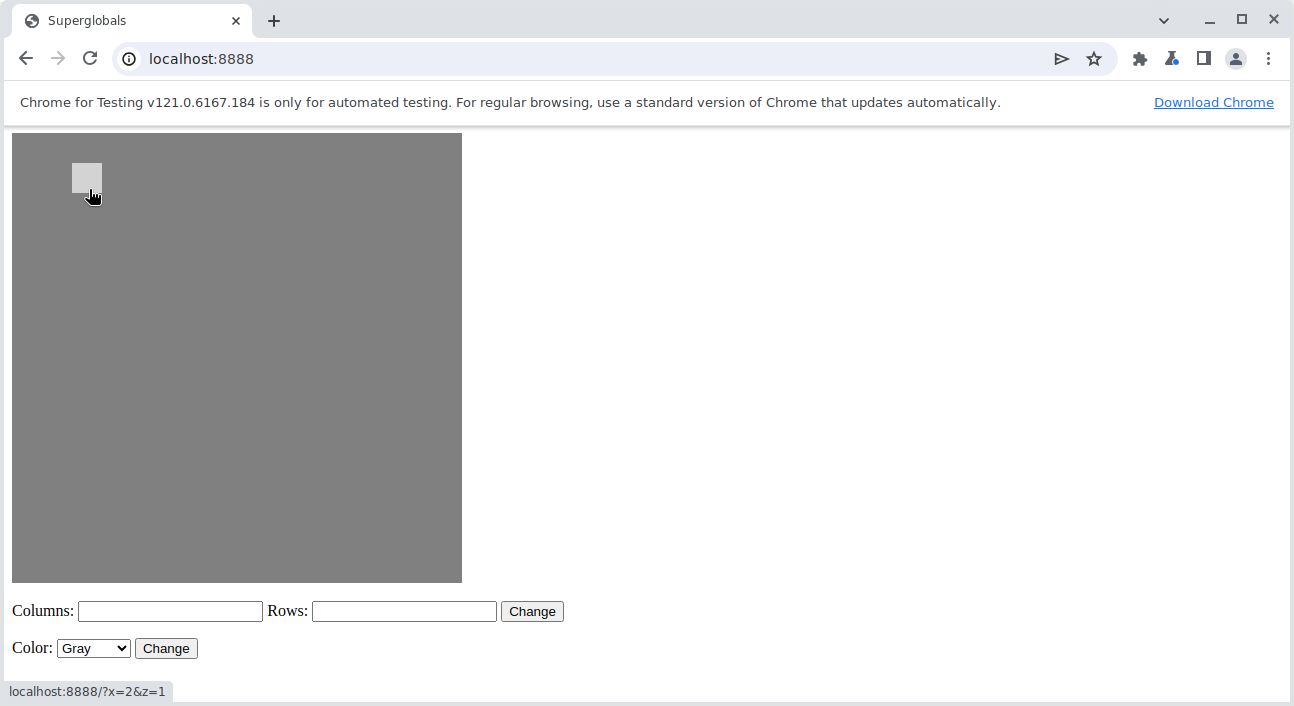 Superglobals
localhost:8888
Chrome for Testing v121.0.6167.184 is only for automated testing. For regular browsing, use a standard version of Chrome that updates automatically. Download Chrome
Columns: Rows: Change
Color: Gray Change
localhost:8888/?x=2&z=1